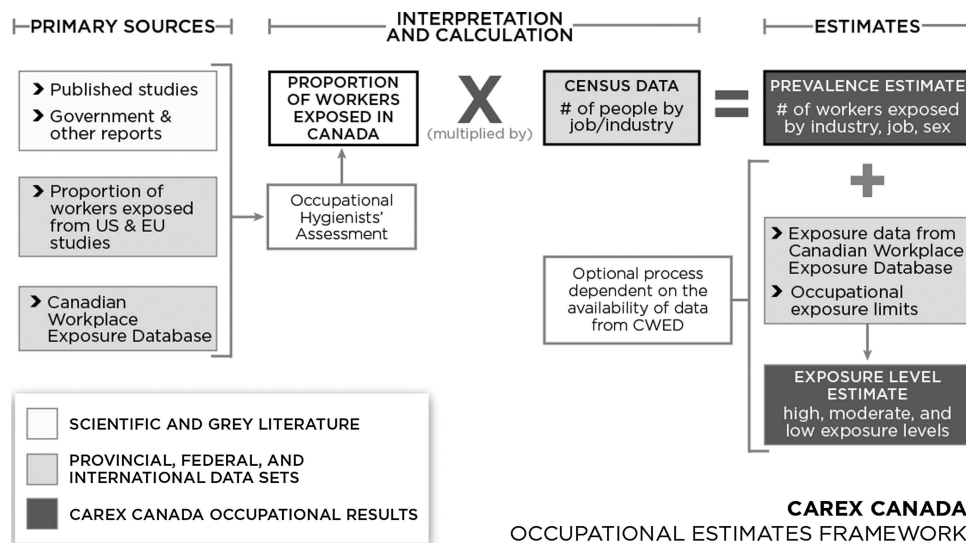 PRIMARY SOURCES
INTERPRETATION
AND CALCULATION
ESTIMATES
❯ Published studies
❯ Government &
other reports
❯ Proportion of
workers exposed
from US & EU
studies
❯ Canadian
Workplace
Exposure Database
PROPORTION
OF WORKERS
EXPOSED IN
CANADA
Occupational
Hygienists'
Assessment
X
(multiplied by)
CENSUS DATA
# of people by
job/industry
=
PREVALENCE ESTIMATE
# of workers exposed
by industry, job, sex
+
❯ Exposure data from
Canadian Workplace
Exposure Database
❯ Occupational
exposure limits
Optional process
dependent on the
availability of data
from CWED
EXPOSURE LEVEL
ESTIMATE
high, moderate, and
low exposure levels
SCIENTIFIC AND GREY LITERATURE
PROVINCIAL, FEDERAL, AND
INTERNATIONAL DATA SETS
CAREX CANADA OCCUPATIONAL RESULTS
CAREX CANADA
OCCUPATIONAL ESTIMATES FRAMEWORK